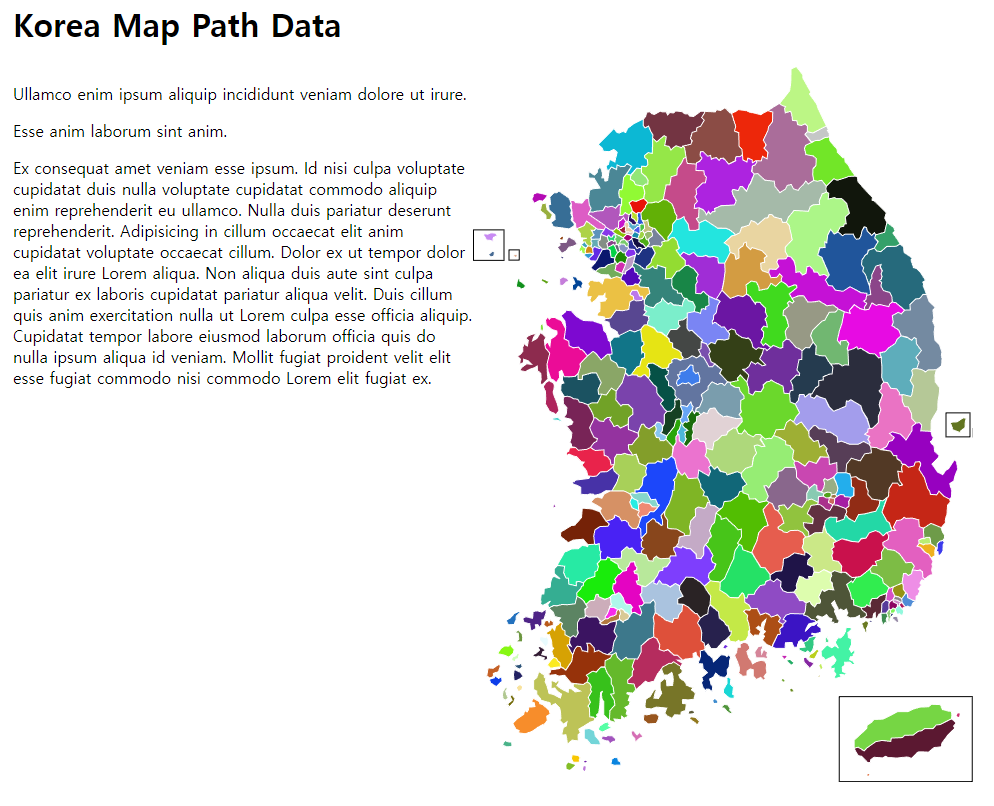 Korea Map Path Data
Ullamco enim ipsum aliquip incididunt veniam dolore ut irure.
Esse anim laborum sint anim.
Ex consequat amet veniam esse ipsum. Id nisi culpa voluptate
cupidatat duis nulla voluptate cupidatat commodo aliquip
enim reprehenderit eu ullamco. Nulla duis pariatur deserunt
reprehenderit. Adipisicing in cillum occaecat elit anim
cupidatat voluptate occaecat cillum. Dolor ex ut tempor dolor
ea elit irure Lorem aliqua. Non aliqua duis aute sint culpa
pariatur ex laboris cupidatat pariatur aliqua velit. Duis cillum
quis anim exercitation nulla ut Lorem culpa esse officia aliquip.
Cupidatat tempor labore eiusmod laborum officia quis do
nulla ipsum aliqua id veniam. Mollit fugiat proident velit elit
esse fugiat commodo nisi commodo Lorem elit fugiat ex.